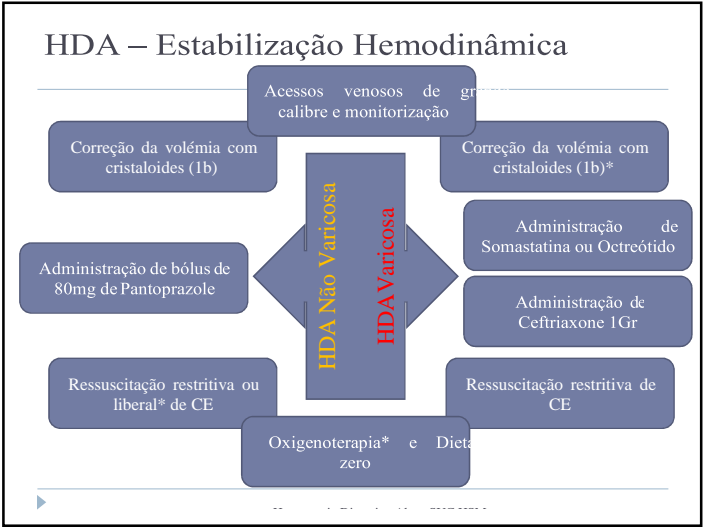 HDA – Estabilização Hemodinâmica
Acessos venosos de
calibre e monitorização
Correção da volémia com
cristaloides (1b)
Correção da volémia com
cristaloides (1b)*
HDA Não Varicosa
HDA Varicosa
Administração de
Somastatina ou Octreótido
Administração de bólus de
80mg de Pantoprazole
Administração de
Ceftriaxone 1Gr
Ressuscitação restritiva ou
liberal* de CE
Ressuscitação restritiva de
CE
Oxigenoterapia* e Dieta
zero